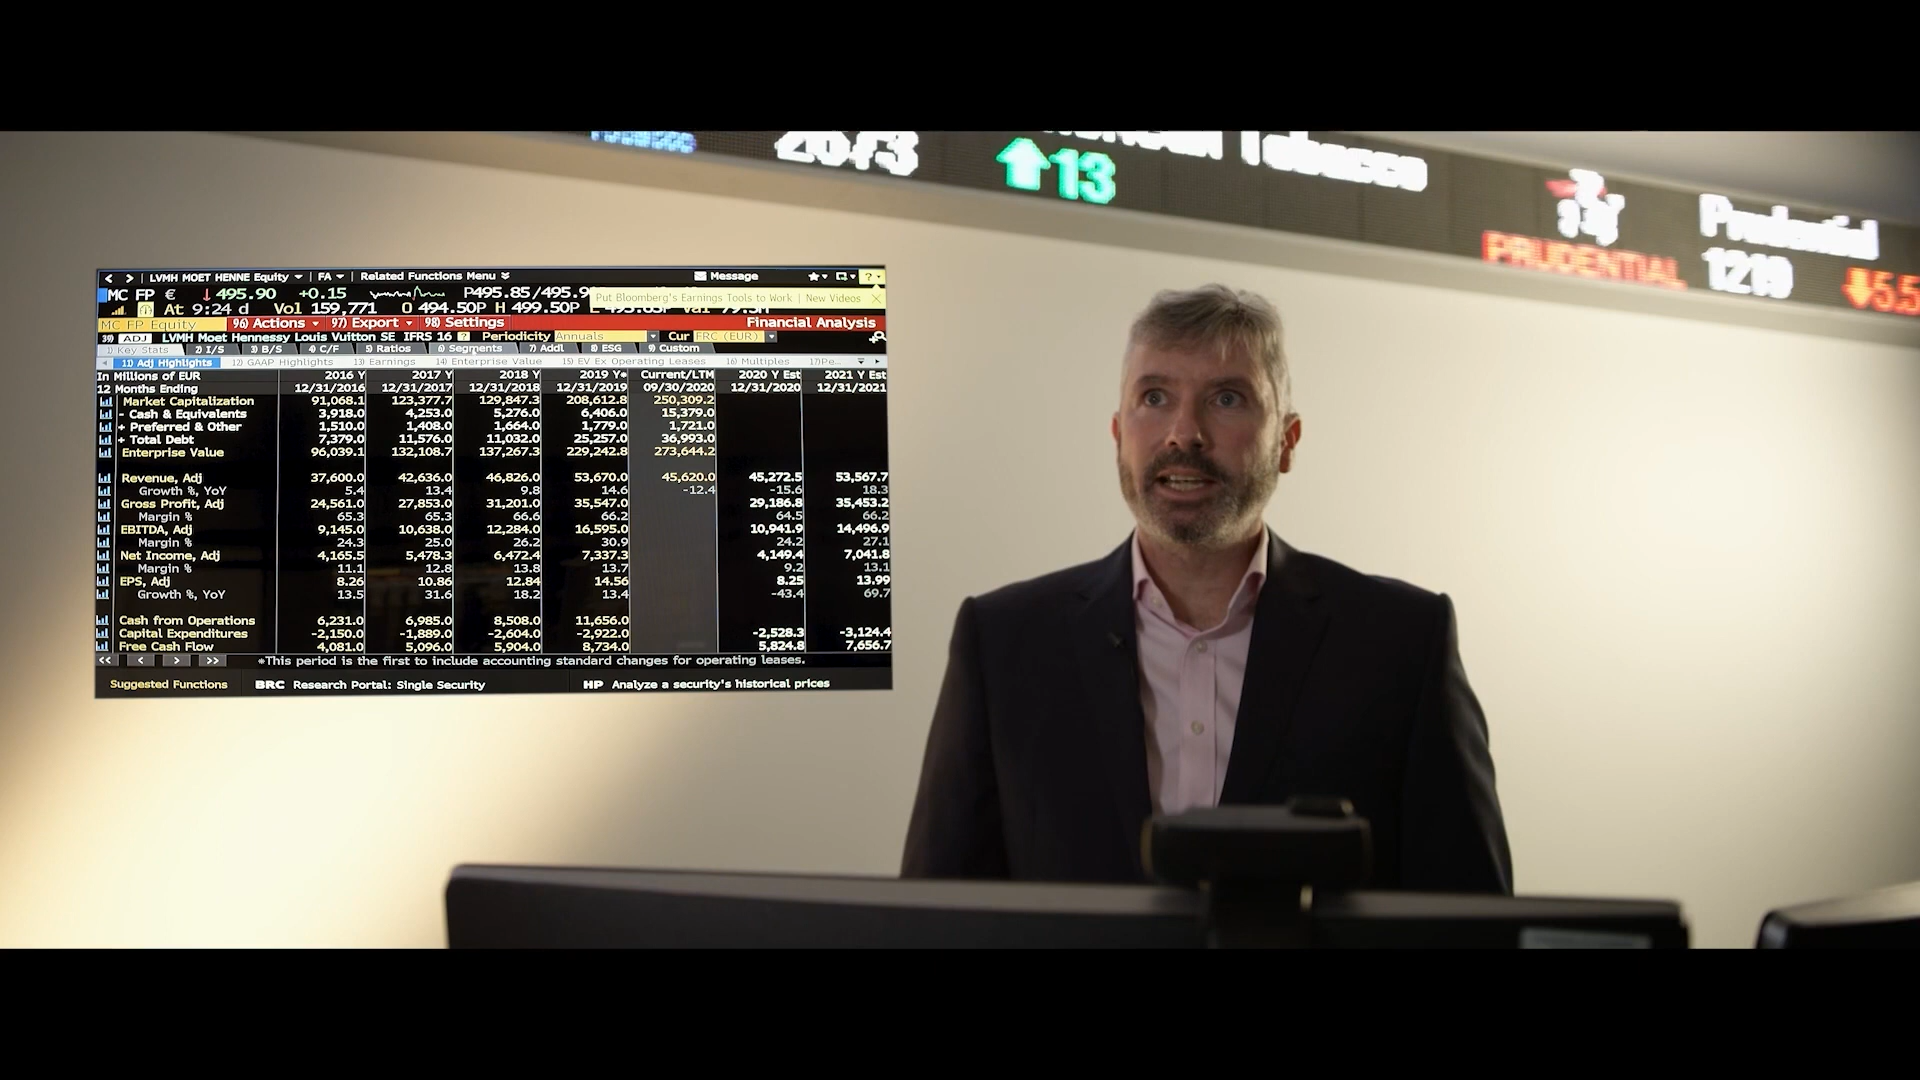 2673
↑13
Tobacco
PRUDENTIAL
Prudential
1219
5.5
< > LVMH MOET HENNE Equity FA Related Functions Menu Message
MC FP € ↓495.90 +0.15 P495.85/495.9
Put Bloomberg's Earnings Tools to Work | New Videos X
At 9:24 d Vol 159,771 O 494.50P H 499.50P
MC FP Equity 96) Actions 97) Export 98) Settings Financial Analysis
39) ADJ LVMH Moet Hennessy Louis Vuitton SE IFRS 16 ? Periodicity Annuals Cur FRC (EUR)
1) Key Stats 2) I/S 3) B/S 4) C/F 5) Ratios 6) Segments 7) Addl 8) ESG 9) Custom
11) Adj Highlights 12) GAAP Highlights 13) Earnings 14) Enterprise Value 15) EV Ex Operating Leases 16) Multiples 17) Pe...
In Millions of EUR 2016 Y 2017 Y 2018 Y 2019 Y* Current/LTM 2020 Y Est 2021 Y Est
12 Months Ending 12/31/2016 12/31/2017 12/31/2018 12/31/2019 09/30/2020 12/31/2020 12/31/2021
Market Capitalization 91,068.1 123,377.7 129,847.3 208,612.8 250,309.2
- Cash & Equivalents 3,918.0 4,253.0 5,276.0 6,406.0 15,379.0
+ Preferred & Other 1,510.0 1,408.0 1,664.0 1,779.0 1,721.0
+ Total Debt 7,379.0 11,576.0 11,032.0 25,257.0 36,993.0
Enterprise Value 96,039.1 132,108.7 137,267.3 229,242.8 273,644.2
Revenue, Adj 37,600.0 42,636.0 46,826.0 53,670.0 45,620.0 45,272.5 53,567.7
Growth %, YoY 5.4 13.4 9.8 14.6 -12.4 -15.6 18.3
Gross Profit, Adj 24,561.0 27,853.0 31,201.0 35,547.0 29,186.8 35,453.2
Margin % 65.3 65.3 66.6 66.2 64.5 66.2
EBITDA, Adj 9,145.0 10,638.0 12,284.0 16,595.0 10,941.9 14,496.9
Margin % 24.3 25.0 26.2 30.9 24.2 27.1
Net Income, Adj 4,165.5 5,478.3 6,472.4 7,337.3 4,149.4 7,041.8
Margin % 11.1 12.8 13.8 13.7 9.2 13.1
EPS, Adj 8.26 10.86 12.84 14.56 8.25 13.99
Growth %, YoY 13.5 31.6 18.2 13.4 -43.4 69.7
Cash from Operations 6,231.0 6,985.0 8,508.0 11,656.0
Capital Expenditures -2,150.0 -1,889.0 -2,604.0 -2,922.0 -2,528.3 -3,124.4
Free Cash Flow 4,081.0 5,096.0 5,904.0 8,734.0 5,824.8 7,656.7
<< < > >> *This period is the first to include accounting standard changes for operating leases.
Suggested Functions BRC Research Portal: Single Security HP Analyze a security's historical prices